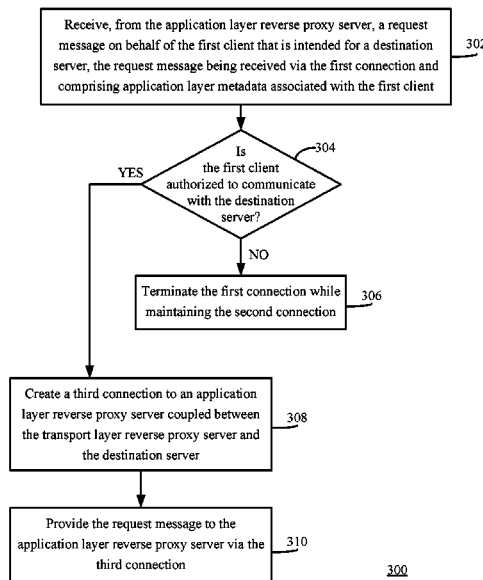 Receive, from the application layer reverse proxy server, a request
message on behalf of the first client that is intended for a destination
server, the request message being received via the first connection and
comprising application layer metadata associated with the first client
302
Is
the first client
authorized to communicate
with the destination
server?
304
YES
NO
Terminate the first connection while
maintaining the second connection
306
Create a third connection to an application
layer reverse proxy server coupled between
the transport layer reverse proxy server and
the destination server
308
Provide the request message to the
application layer reverse proxy server via the
third connection
310
300